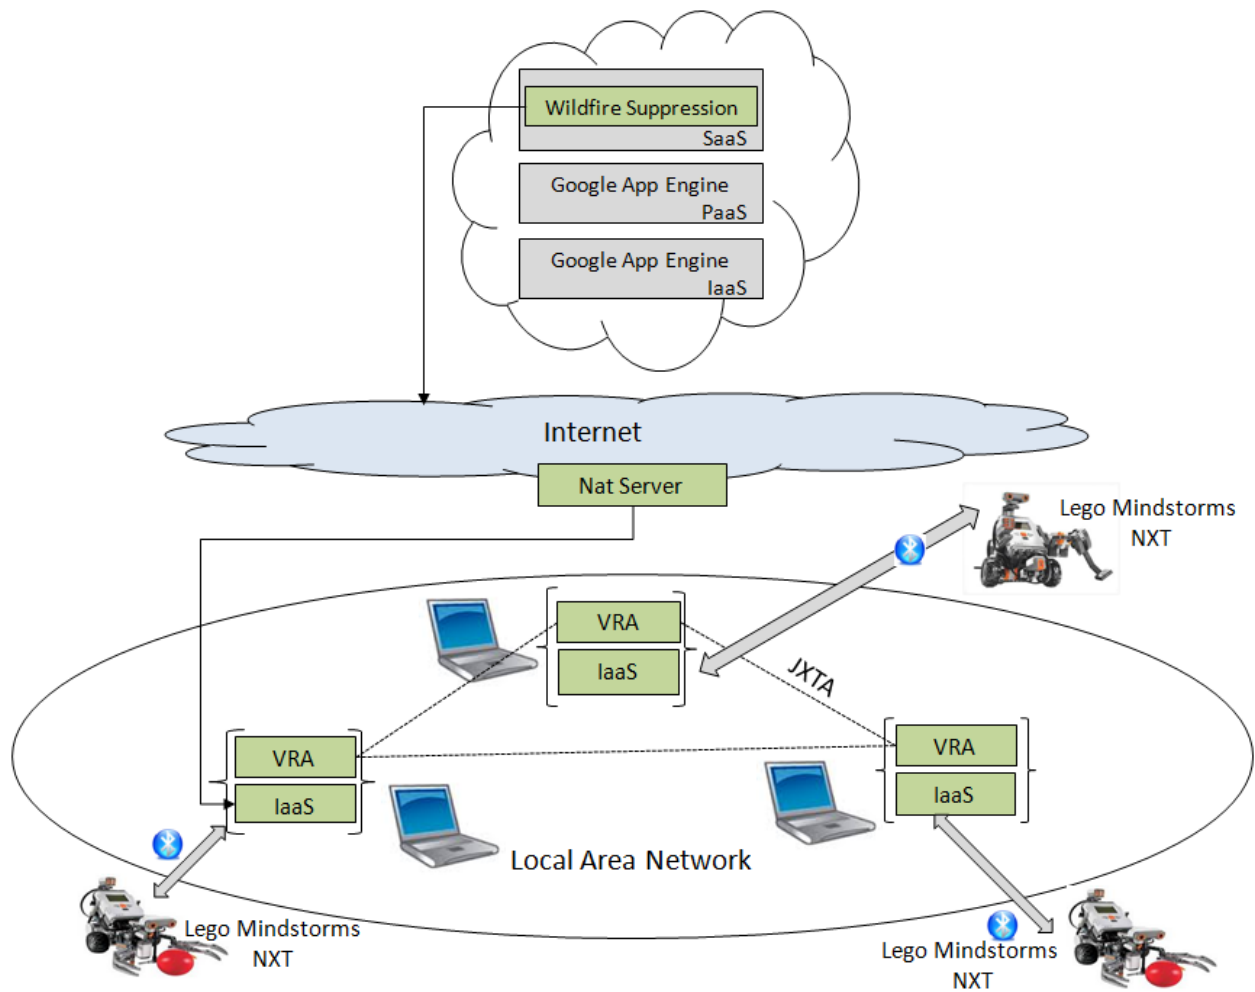 Wildfire Suppression
SaaS
Google App Engine
PaaS
Google App Engine
IaaS
Internet
Nat Server
Lego Mindstorms
NXT
VRA
IaaS
JXTA
VRA
IaaS
VRA
IaaS
Local Area Network
Lego Mindstorms
NXT
Lego Mindstorms
NXT